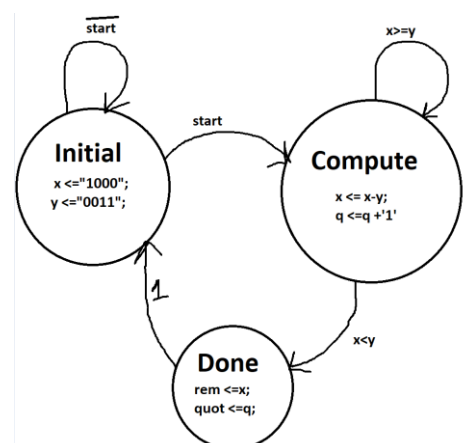 start
x>=y
start
Initial
x <="1000";
y <="0011";
Compute
x <= x-y;
q <=q +'1'
1
x<y
Done
rem <=x;
quot <=q;